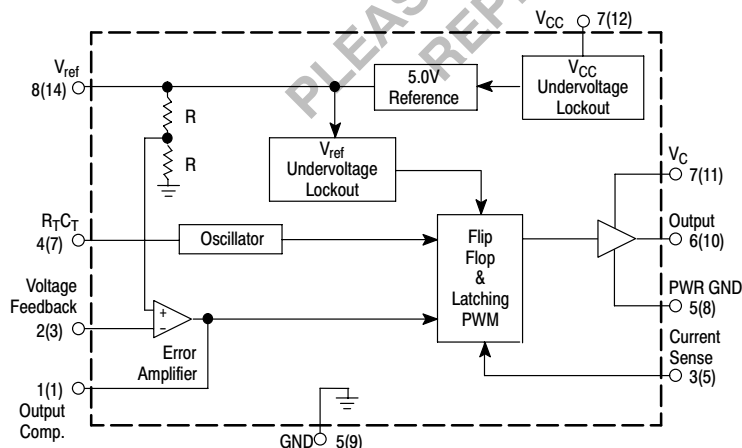 PLEAS
REPR
VCC 7(12)
Vref
8(14)
5.0V
Reference
VCC
Undervoltage
Lockout
R
R
Vref
Undervoltage
Lockout
VC
7(11)
RTCT
4(7)
Oscillator
Flip
Flop
&
Latching
PWM
Output
6(10)
Voltage
Feedback
2(3)
+
−
Error
Amplifier
PWR GND
5(8)
Current
Sense
3(5)
1(1)
Output
Comp.
GND 5(9)